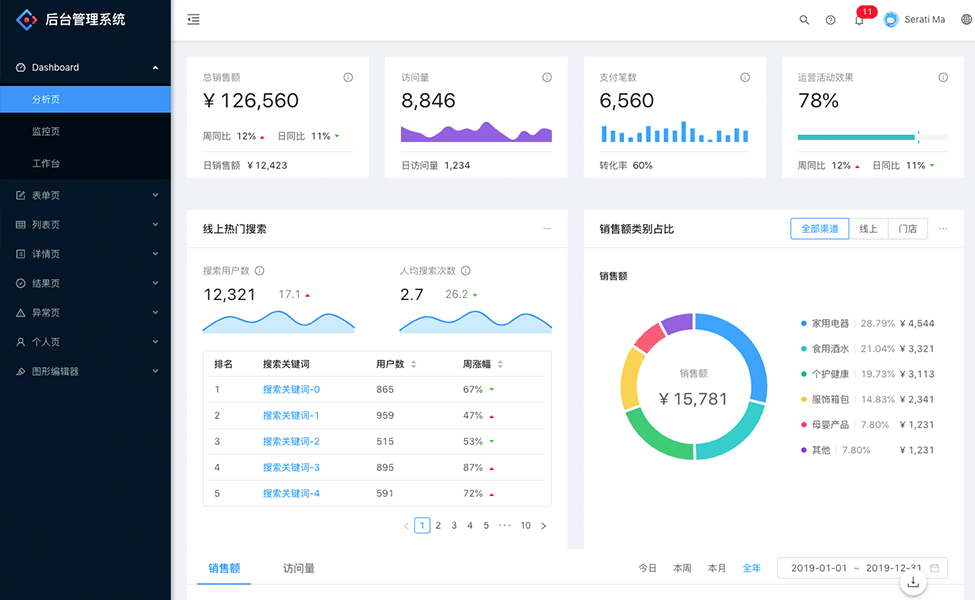 后台管理系统
11
Serati Ma
Dashboard
分析页
监控页
工作台
表单页
列表页
详情页
结果页
异常页
个人页
图形编辑器
总销售额
¥ 126,560
周同比 12% 日同比 11%
日销售额 ¥ 12,423
访问量
8,846
日访问量 1,234
支付笔数
6,560
转化率 60%
运营活动效果
78%
周同比 12% 日同比 11%
线上热门搜索
···
搜索用户数
12,321 17.1
人均搜索次数
2.7 26.2
排名 搜索关键词 用户数 周涨幅
1 搜索关键词-0 865 67%
2 搜索关键词-1 959 47%
3 搜索关键词-2 515 53%
4 搜索关键词-3 895 87%
5 搜索关键词-4 591 72%
< 1 2 3 4 5 ··· 10 >
销售额类别占比
全部渠道 线上 门店 ···
销售额
销售额
¥ 15,781
家用电器 | 28.79% ¥ 4,544
食用酒水 | 21.04% ¥ 3,321
个护健康 | 19.73% ¥ 3,113
服饰箱包 | 14.83% ¥ 2,341
母婴产品 | 7.80% ¥ 1,231
其他 | 7.80% ¥ 1,231
销售额 访问量 今日 本周 本月 全年 2019-01-01 ~ 2019-12-31